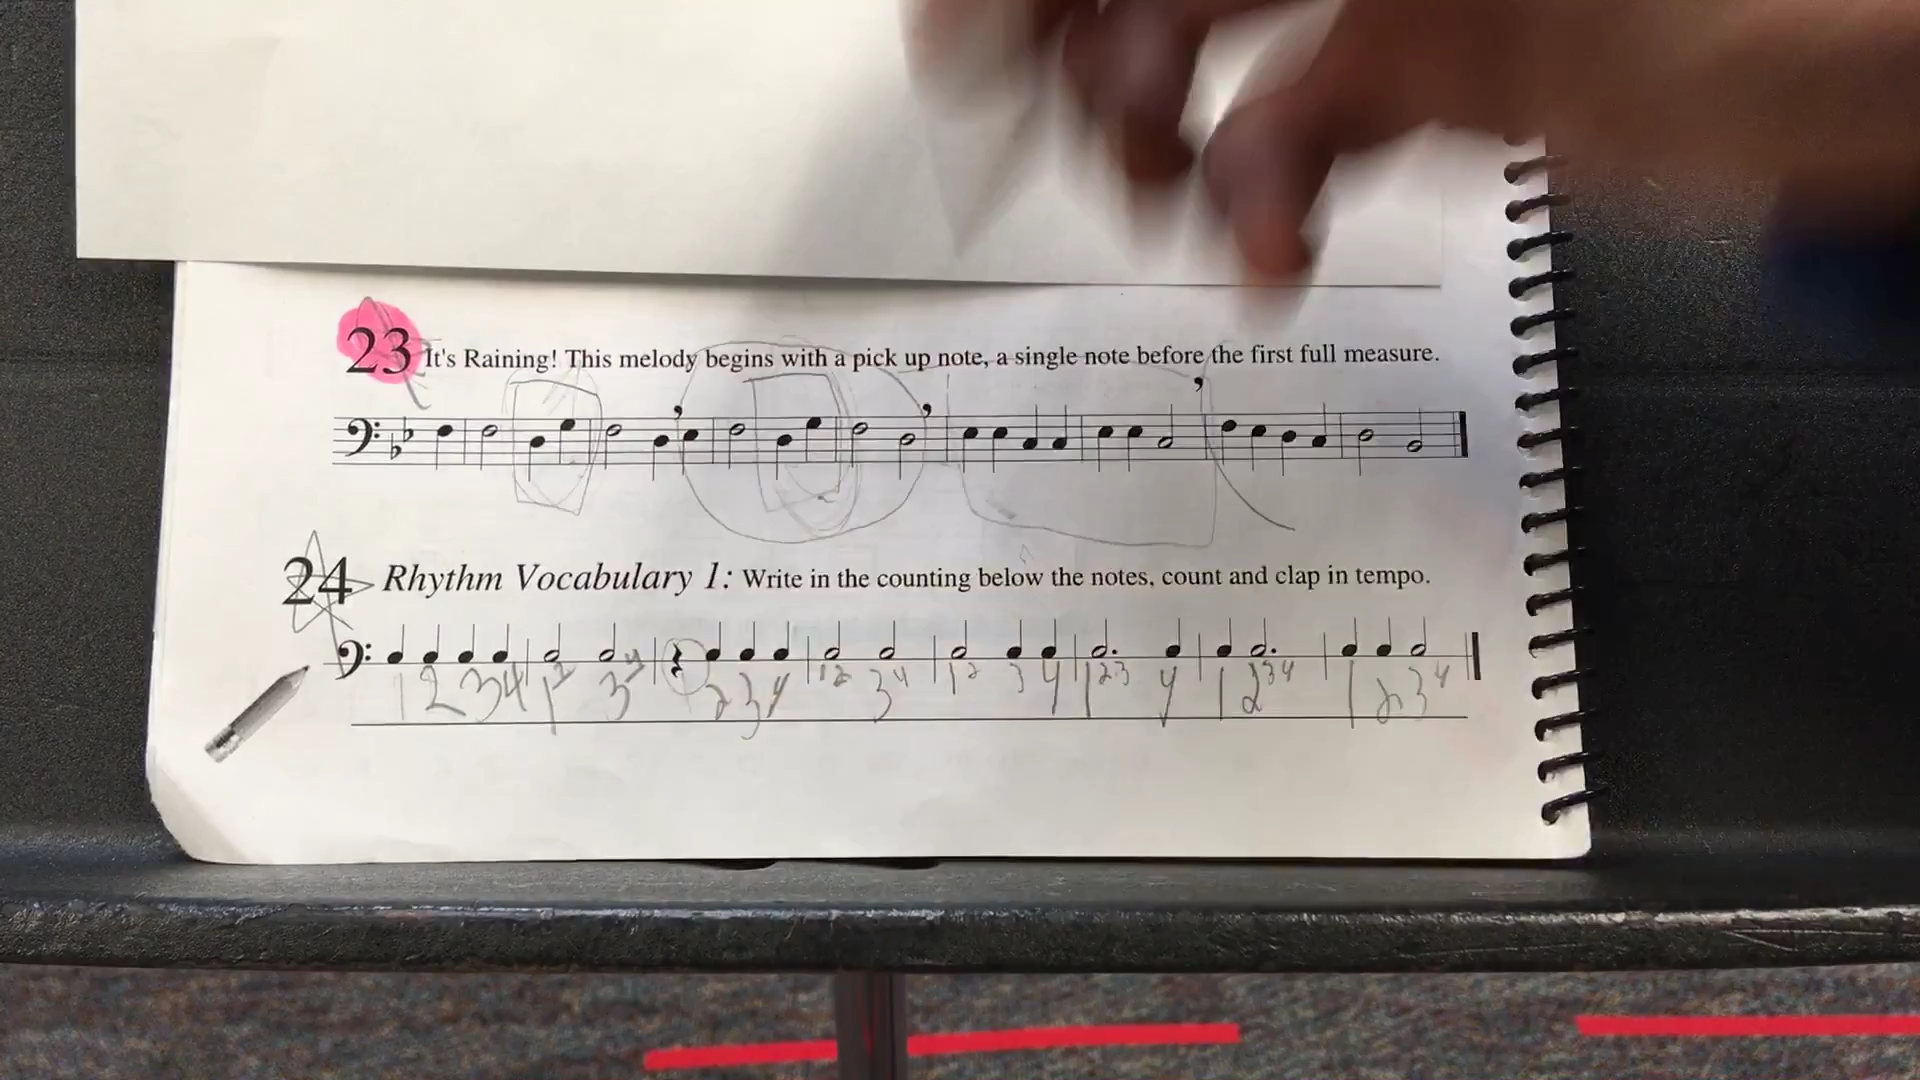 23 It's Raining! This melody begins with a pick up note, a single note before the first full measure.
24 Rhythm Vocabulary 1: Write in the counting below the notes, count and clap in tempo.
1 2 3 4 1 2 3 4 2 3 4 1 2 3 4 1 2 3 4 1 2 3 4 1 2 3 4 1 2 3 4